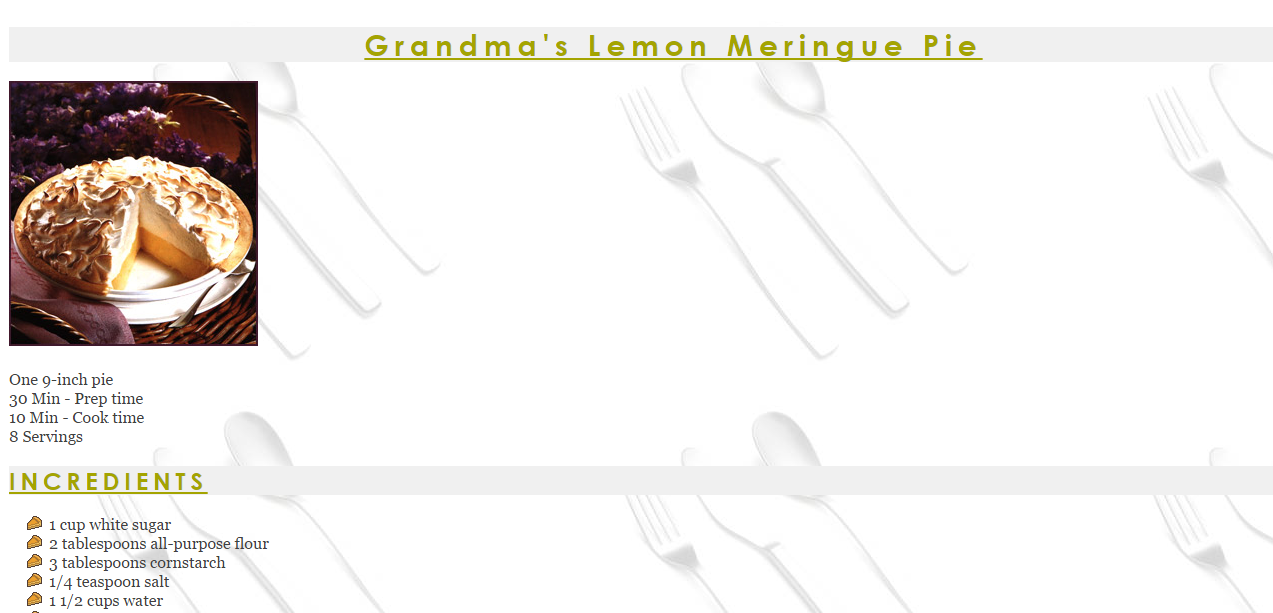 Grandma's Lemon Meringue Pie
One 9-inch pie
30 Min - Prep time
10 Min - Cook time
8 Servings
INCREDIENTS
1 cup white sugar
2 tablespoons all-purpose flour
3 tablespoons cornstarch
1/4 teaspoon salt
1 1/2 cups water